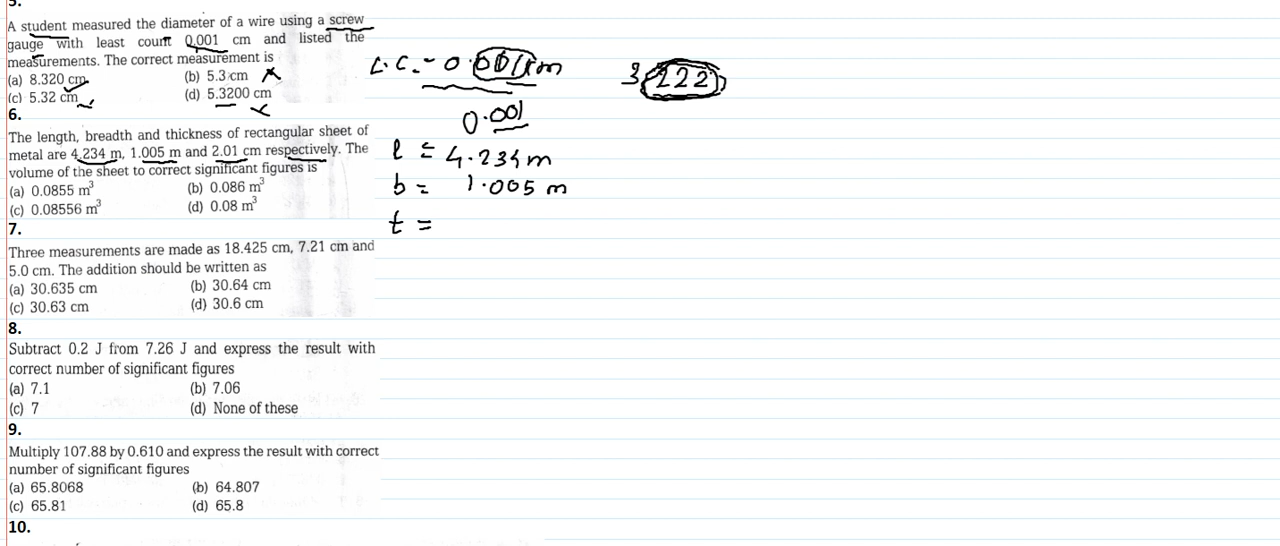 5.
A student measured the diameter of a wire using a screw
gauge with least count 0.001 cm and listed the
measurements. The correct measurement is
(a) 8.320 cm (b) 5.3 cm
(c) 5.32 cm (d) 5.3200 cm
L.C. - 0.001 cm
3.222
0.001
6.
The length, breadth and thickness of rectangular sheet of
metal are 4.234 m, 1.005 m and 2.01 cm respectively. The
volume of the sheet to correct significant figures is
(a) 0.0855 m³ (b) 0.086 m³
(c) 0.08556 m³ (d) 0.08 m³
l = 4.234 m
b = 1.005 m
t =
7.
Three measurements are made as 18.425 cm, 7.21 cm and
5.0 cm. The addition should be written as
(a) 30.635 cm (b) 30.64 cm
(c) 30.63 cm (d) 30.6 cm
8.
Subtract 0.2 J from 7.26 J and express the result with
correct number of significant figures
(a) 7.1 (b) 7.06
(c) 7 (d) None of these
9.
Multiply 107.88 by 0.610 and express the result with correct
number of significant figures
(a) 65.8068 (b) 64.807
(c) 65.81 (d) 65.8
10.